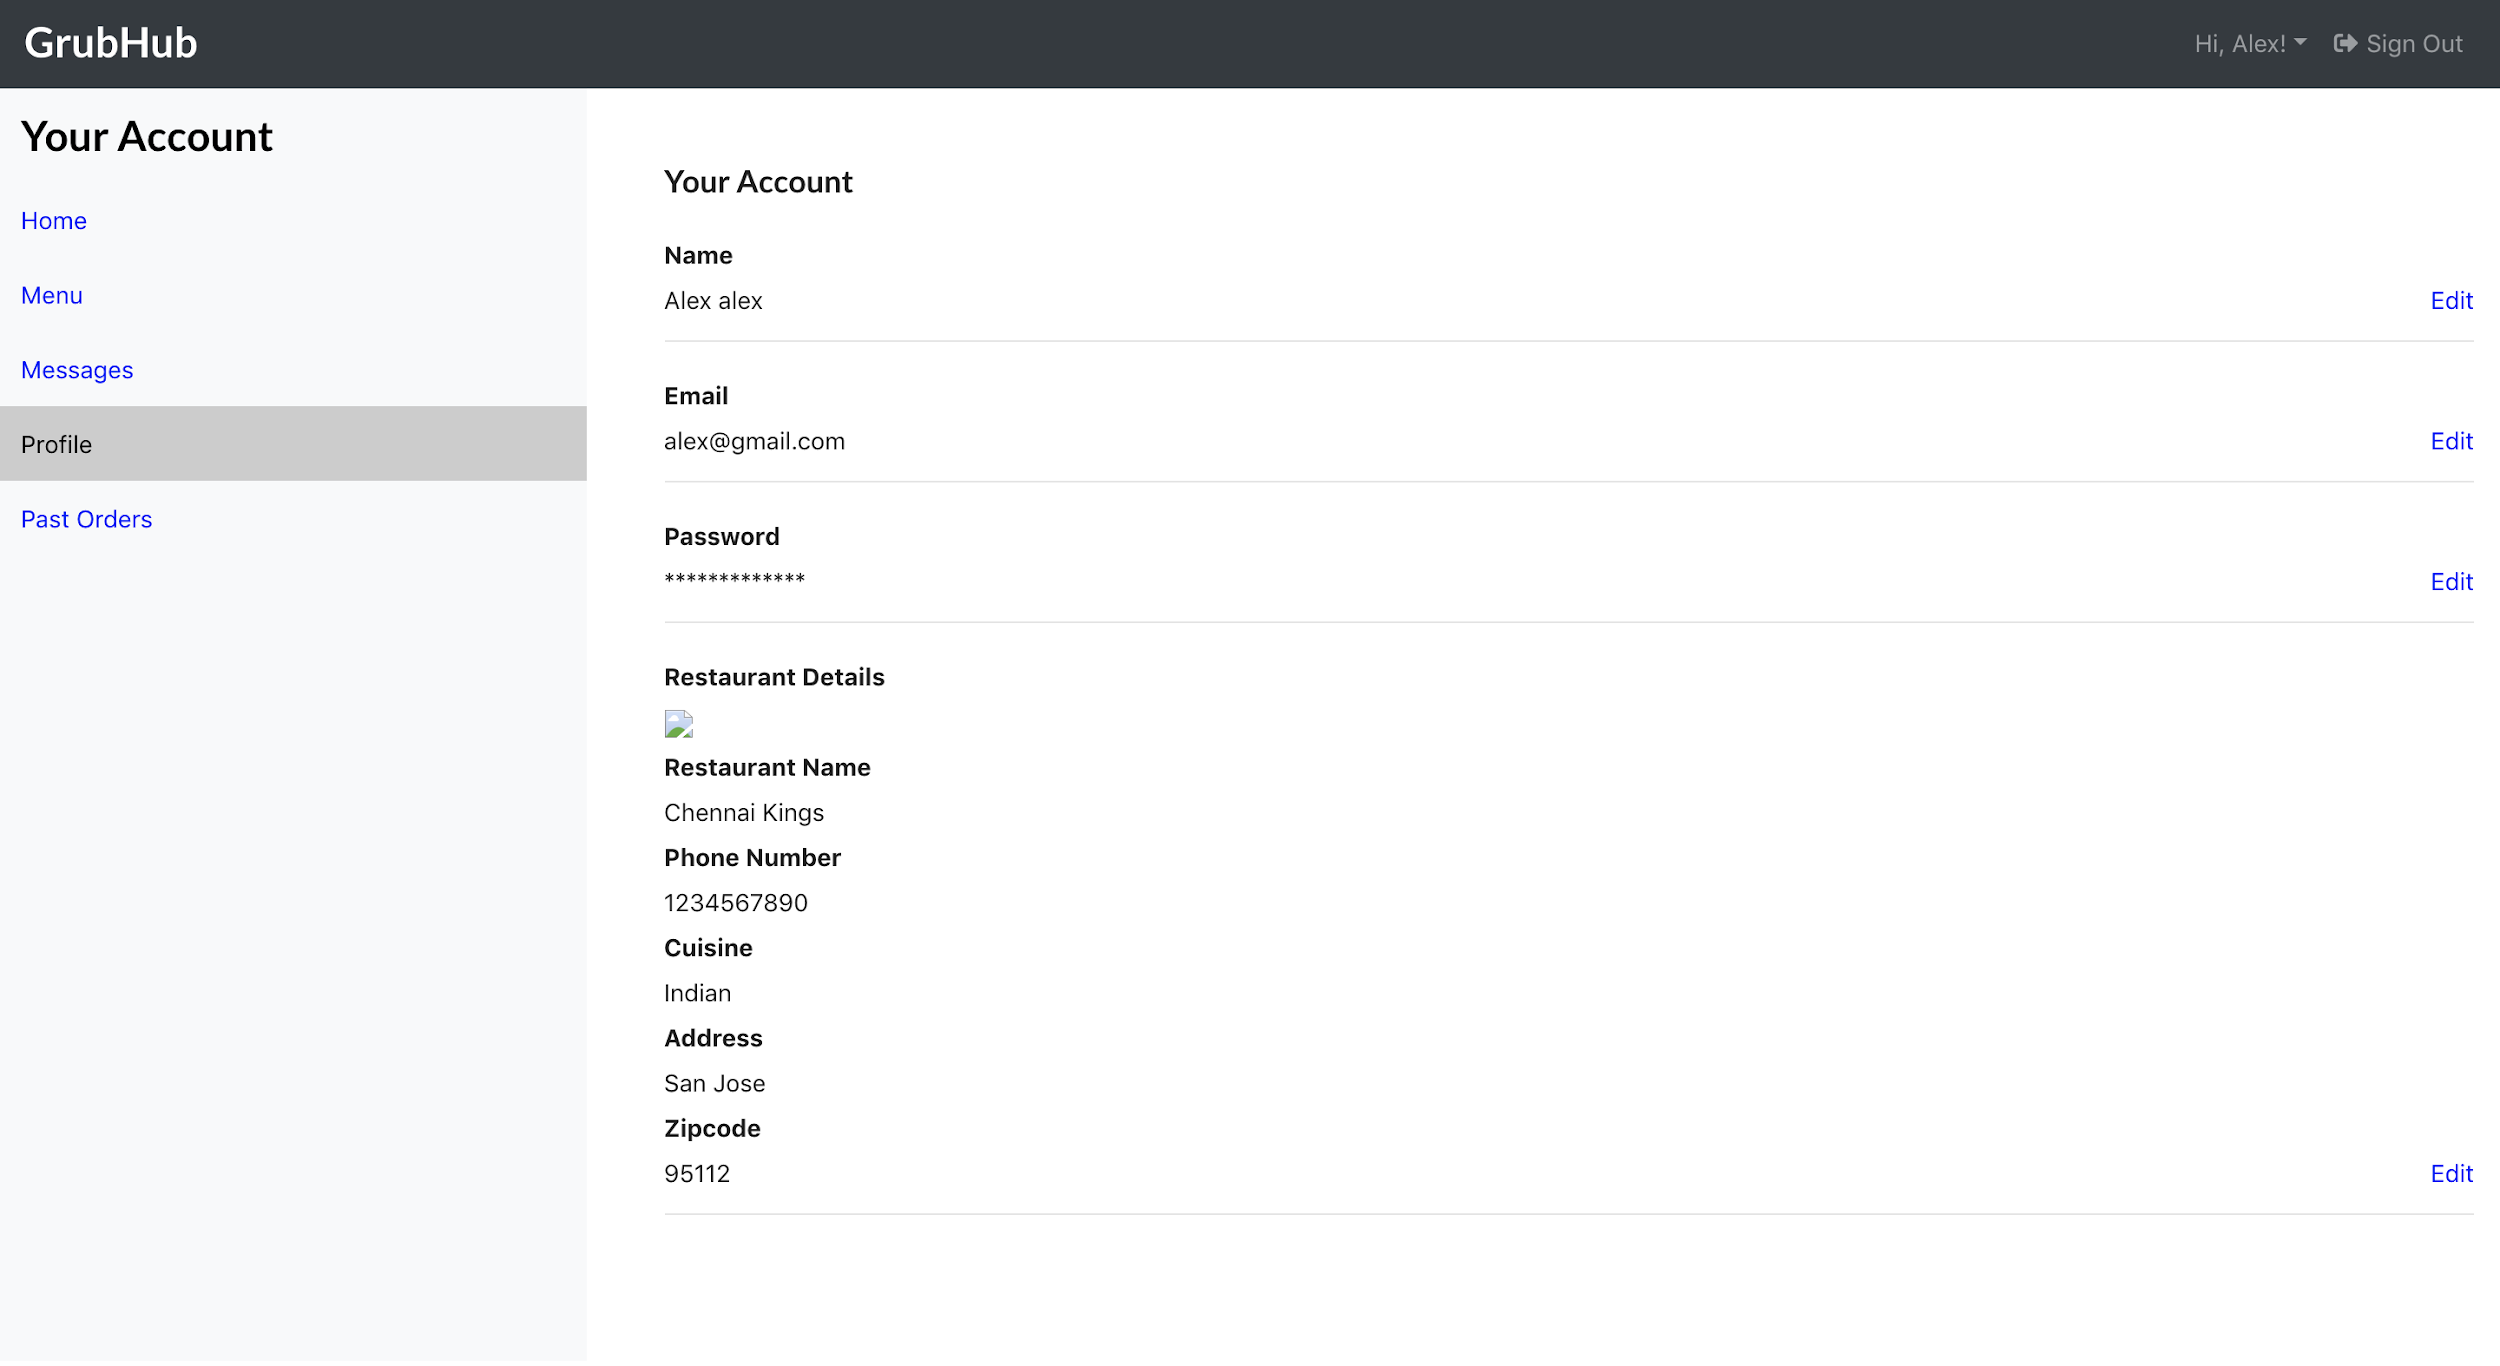 GrubHub
Hi, Alex! Sign Out
Your Account
Home
Menu
Messages
Profile
Past Orders
Your Account
Name
Alex alex
Edit
Email
alex@gmail.com
Edit
Password
*************
Edit
Restaurant Details
Restaurant Name
Chennai Kings
Phone Number
1234567890
Cuisine
Indian
Address
San Jose
Zipcode
95112
Edit